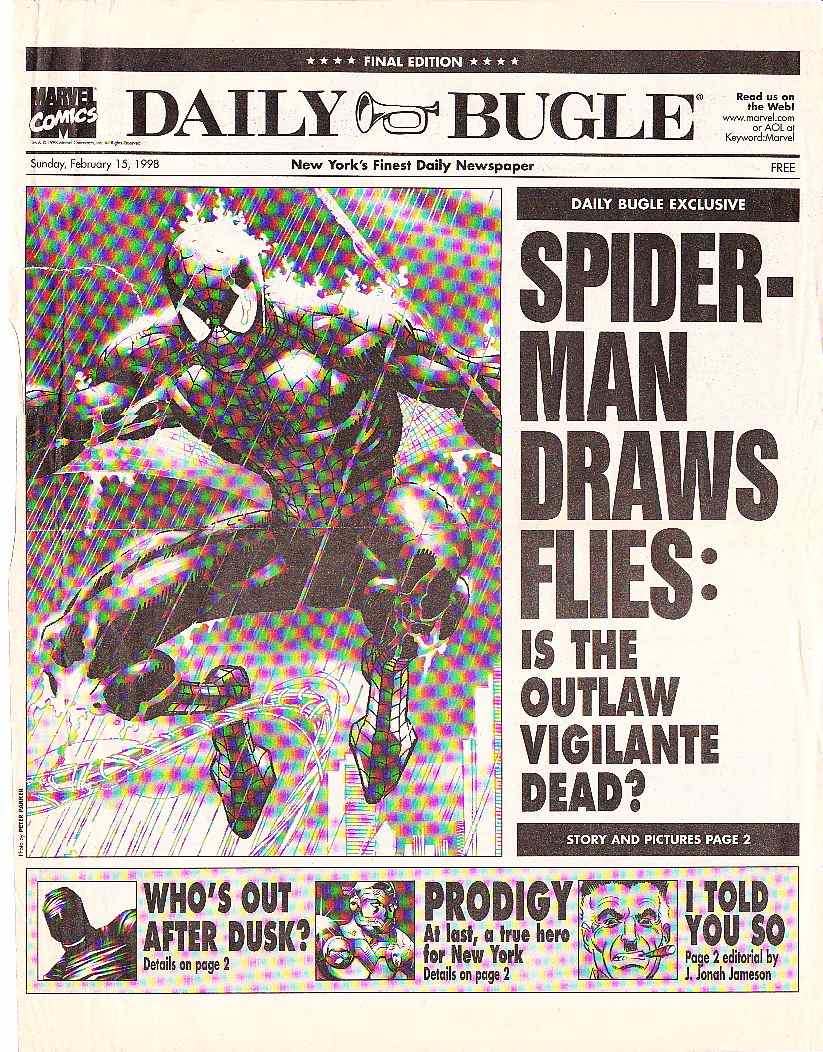 ★ ★ ★ ★ FINAL EDITION ★ ★ ★ ★
MARVEL
COMICS
M
DAILY BUGLE®
Read us on
the Web!
www.marvel.com
or AOL at
Keyword:Marvel
Sunday, February 15, 1998
New York's Finest Daily Newspaper
FREE
DAILY BUGLE EXCLUSIVE
SPIDER-
MAN
DRAWS
FLIES:
IS THE
OUTLAW
VIGILANTE
DEAD?
STORY AND PICTURES PAGE 2
Photo by PETER PARKER
WHO'S OUT
AFTER DUSK?
Details on page 2
PRODIGY
At last, a true hero
for New York
Details on page 2
I TOLD
YOU SO
Page 2 editorial by
J. Jonah Jameson